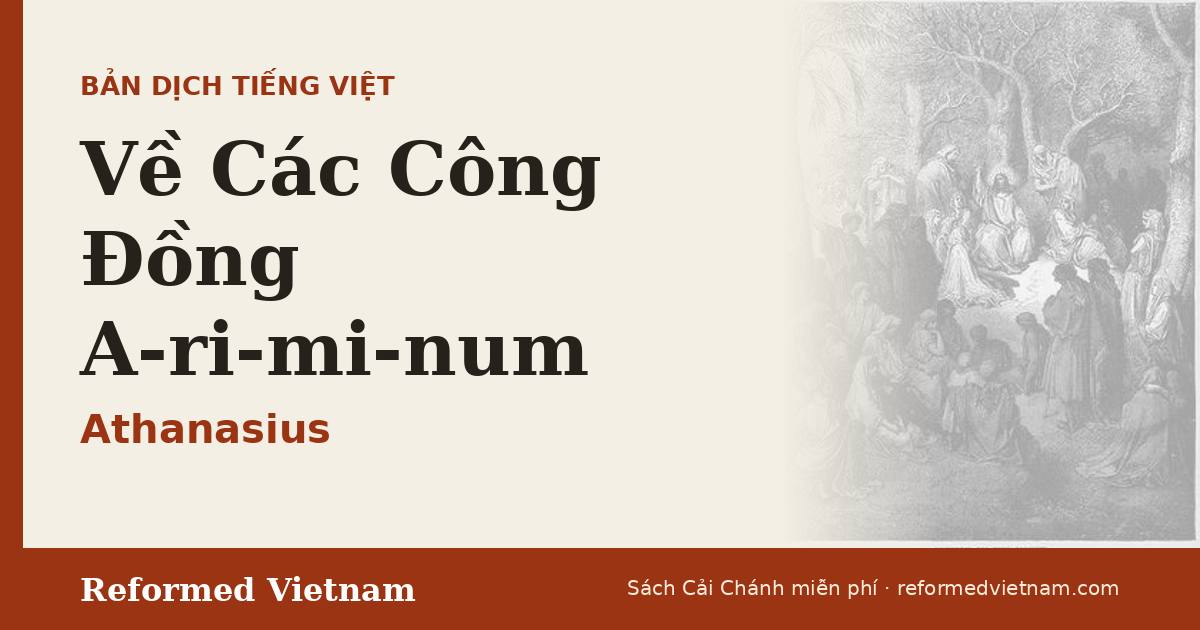 BẢN DỊCH TIẾNG VIỆT
Về Các Công
Đồng
A-ri-mi-num
Athanasius
Reformed Vietnam
Sách Cải Chánh miễn phí · reformedvietnam.com